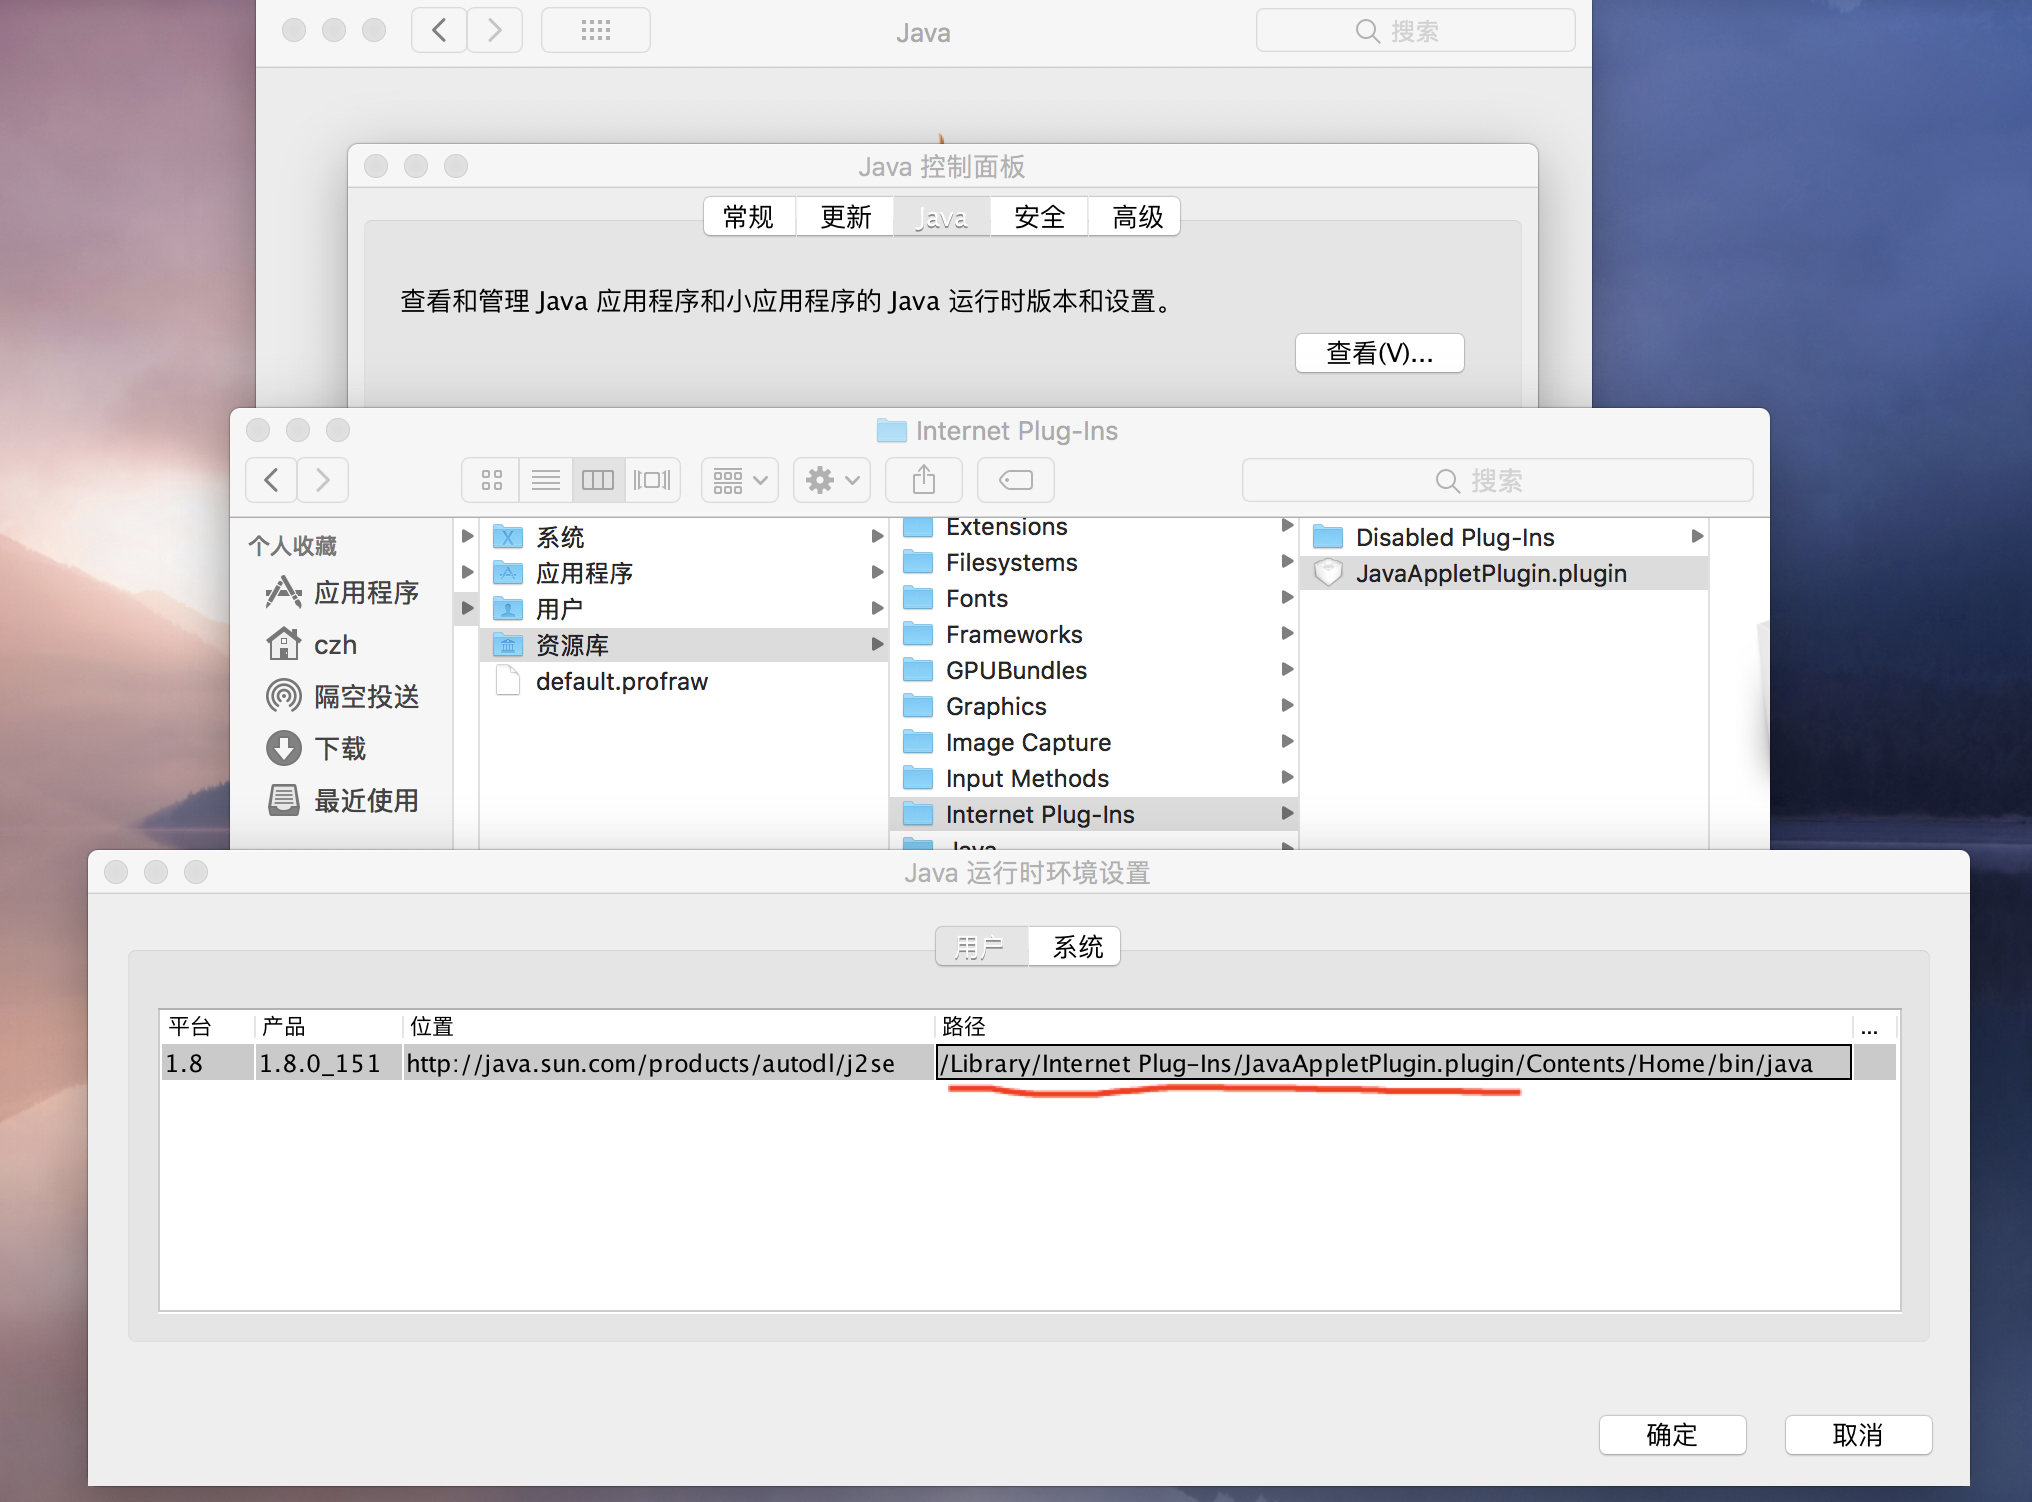 Java
搜索
Java 控制面板
常规 更新 Java 安全 高级
查看和管理 Java 应用程序和小应用程序的 Java 运行时版本和设置。
查看(V)...
Internet Plug-Ins
搜索
个人收藏
应用程序
czh
隔空投送
下载
最近使用
系统
应用程序
用户
资源库
default.profraw
Extensions
Filesystems
Fonts
Frameworks
GPUBundles
Graphics
Image Capture
Input Methods
Internet Plug-Ins
Java
Disabled Plug-Ins
JavaAppletPlugin.plugin
Java 运行时环境设置
用户 系统
平台 产品 位置 路径 ...
1.8 1.8.0_151 http://java.sun.com/products/autodl/j2se /Library/Internet Plug-Ins/JavaAppletPlugin.plugin/Contents/Home/bin/java
确定 取消